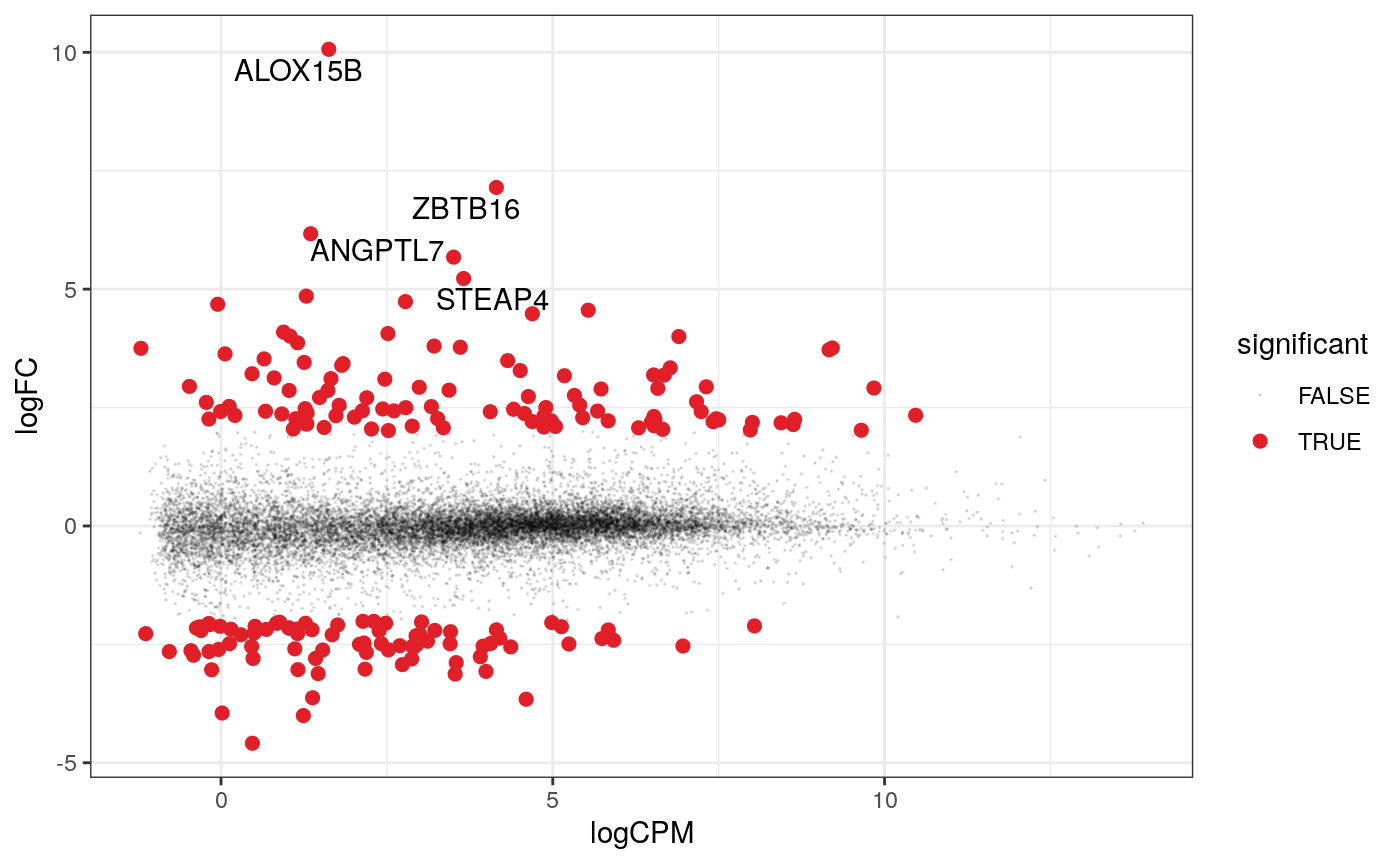 10
ALOX15B
ZBTB16
ANGPTL7
5
STEAP4
0
-5
logFC
0
5
10
logCPM
significant
FALSE
TRUE